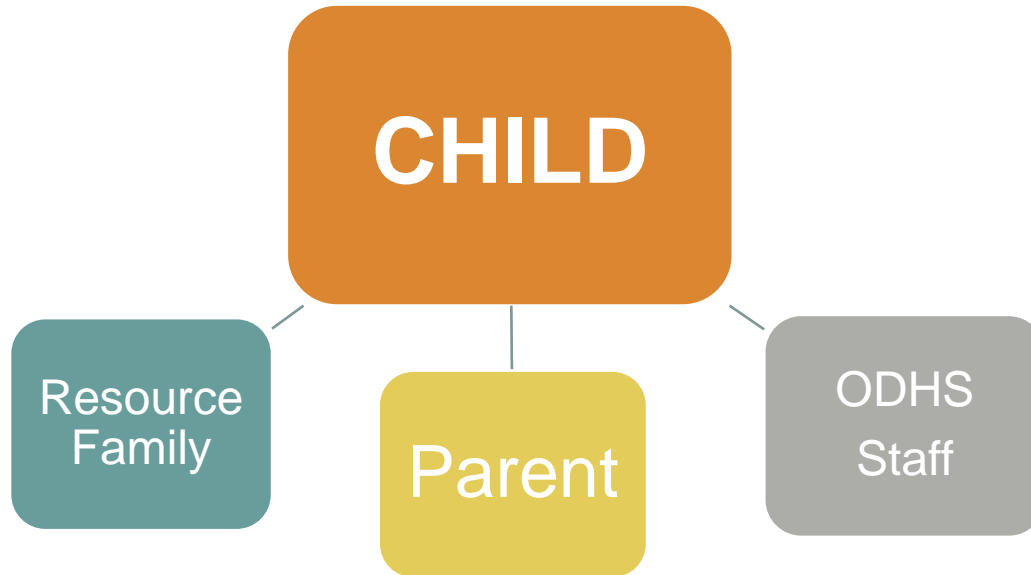 CHILD
Resource
Family
Parent
ODHS
Staff